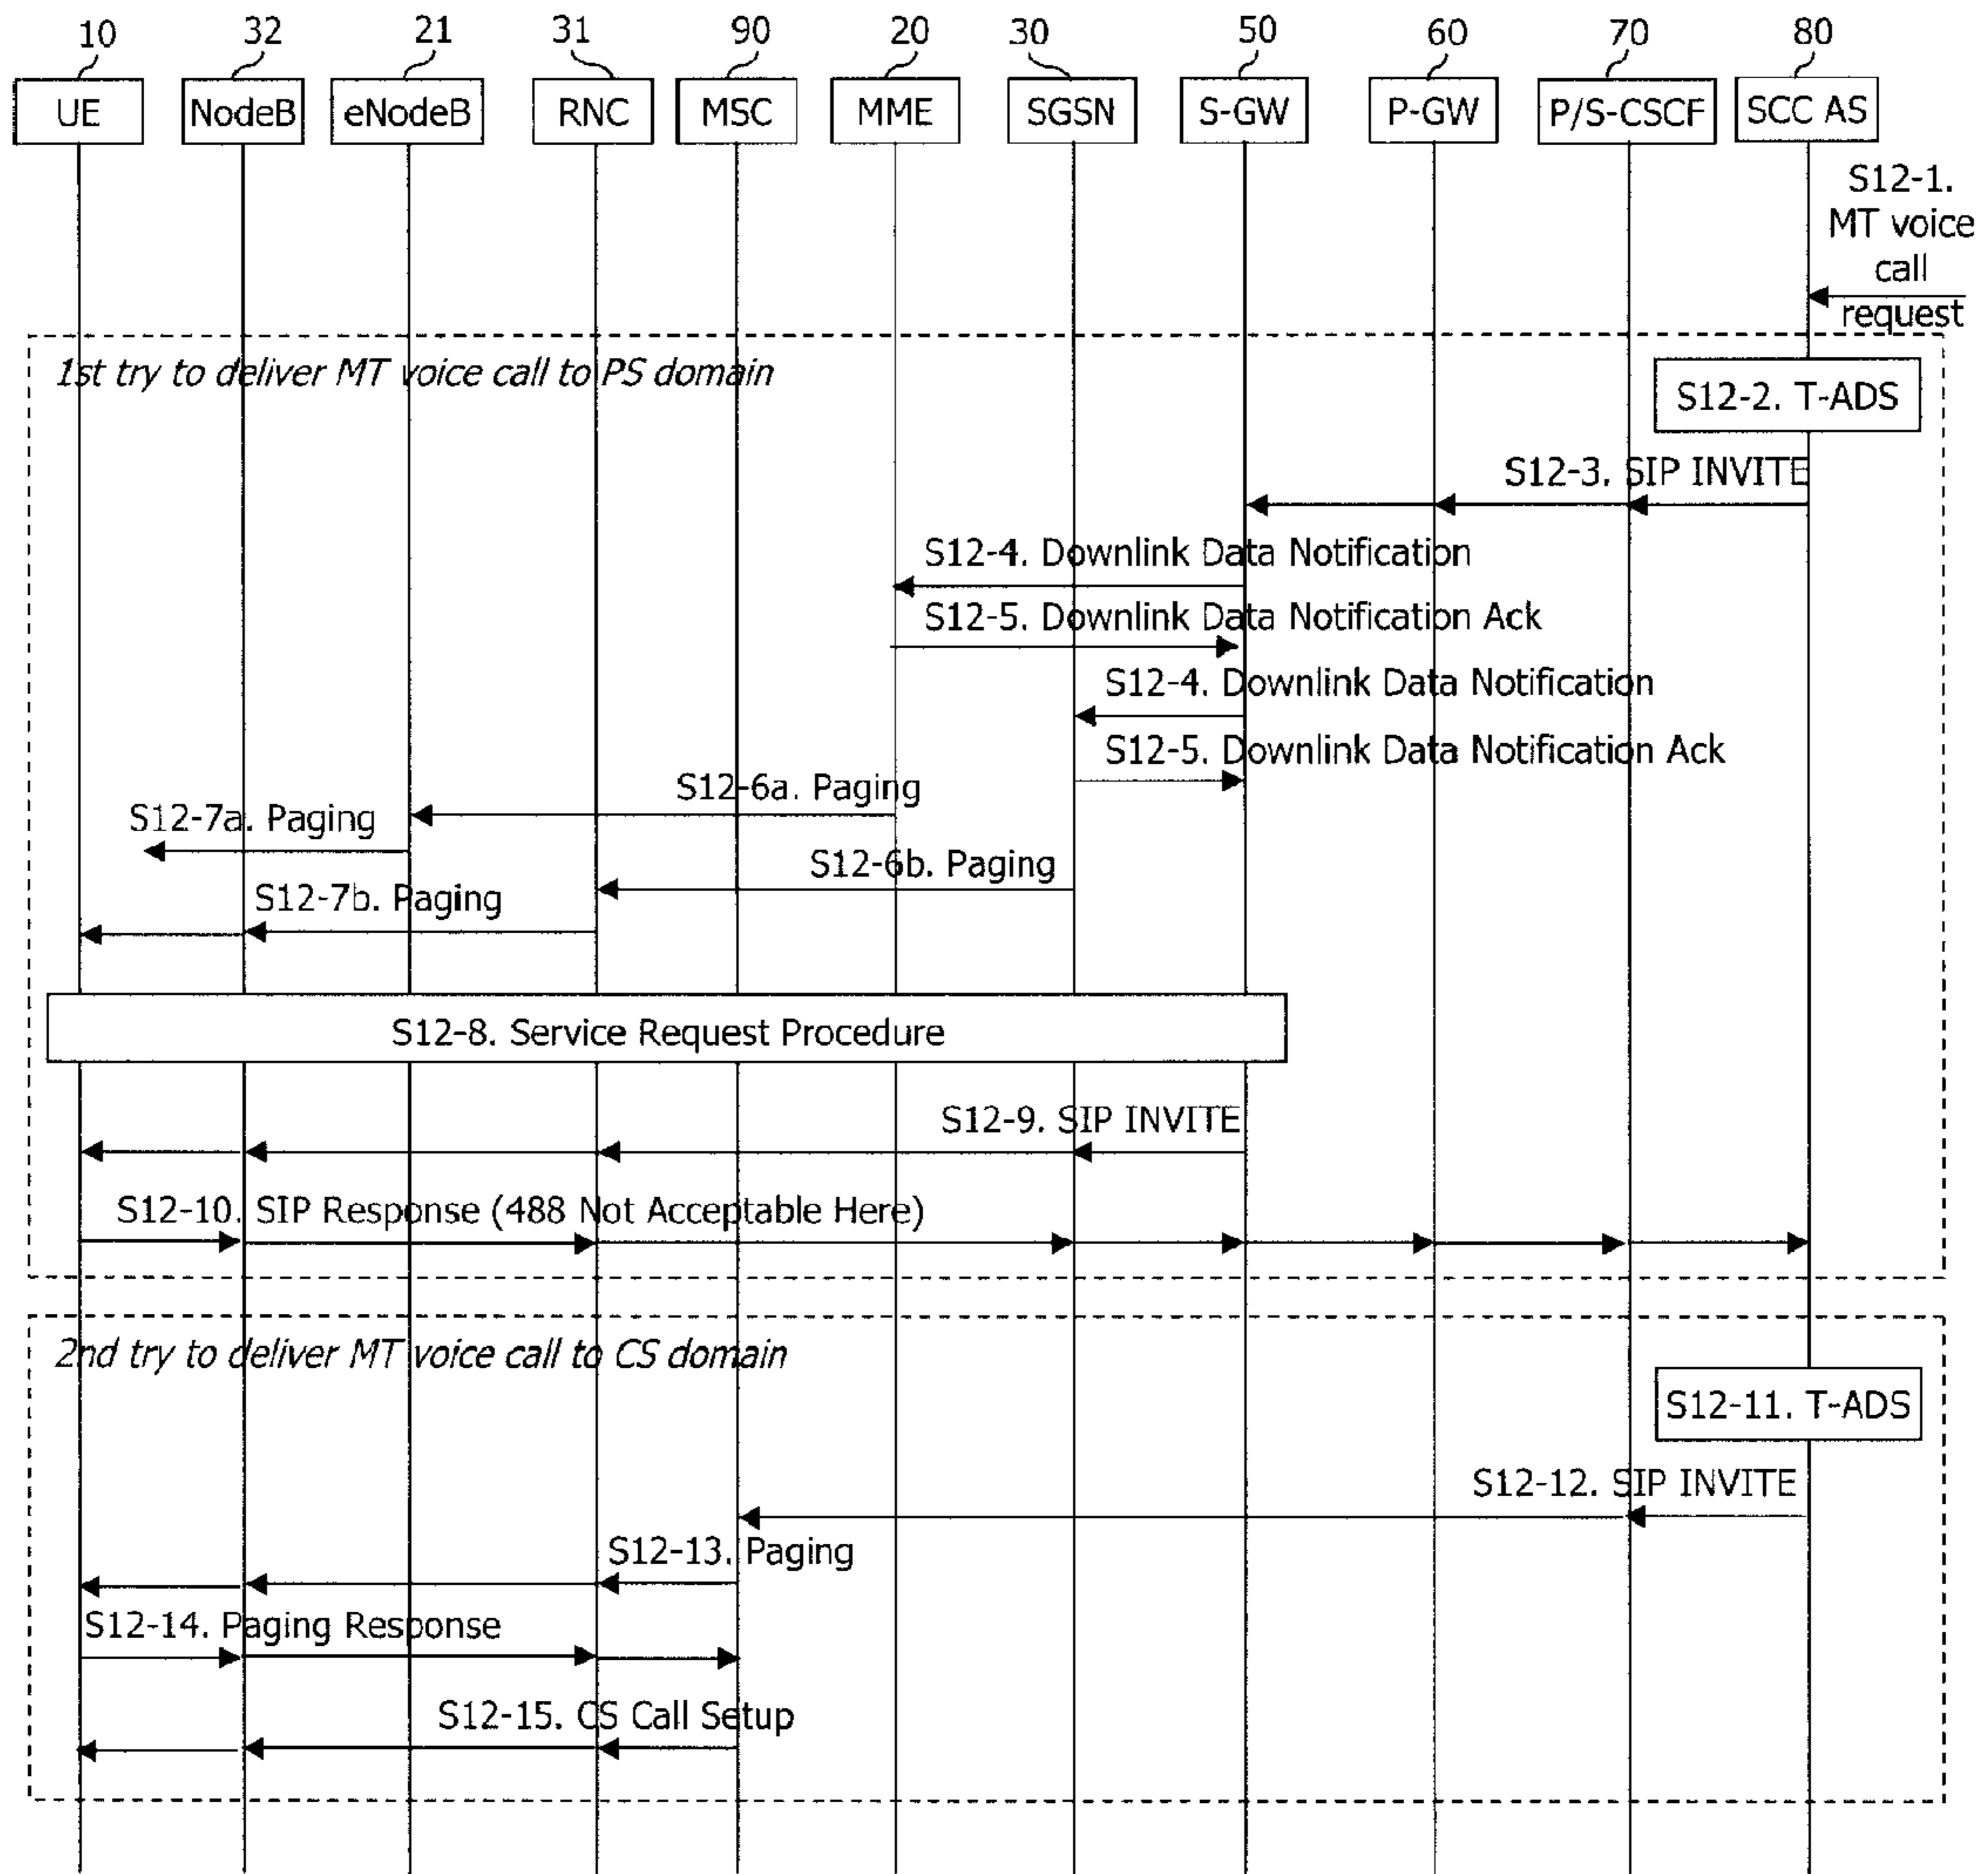 10 32 21 31 90 20 30 50 60 70 80
UE NodeB eNodeB RNC MSC MME SGSN S-GW P-GW P/S-CSCF SCC AS
S12-1.
MT voice
call
request
1st try to deliver MT voice call to PS domain
S12-2. T-ADS
S12-3. SIP INVITE
S12-4. Downlink Data Notification
S12-5. Downlink Data Notification Ack
S12-4. Downlink Data Notification
S12-5. Downlink Data Notification Ack
S12-6a. Paging
S12-7a. Paging
S12-6b. Paging
S12-7b. Paging
S12-8. Service Request Procedure
S12-9. SIP INVITE
S12-10. SIP Response (488 Not Acceptable Here)
2nd try to deliver MT voice call to CS domain
S12-11. T-ADS
S12-12. SIP INVITE
S12-13. Paging
S12-14. Paging Response
S12-15. CS Call Setup